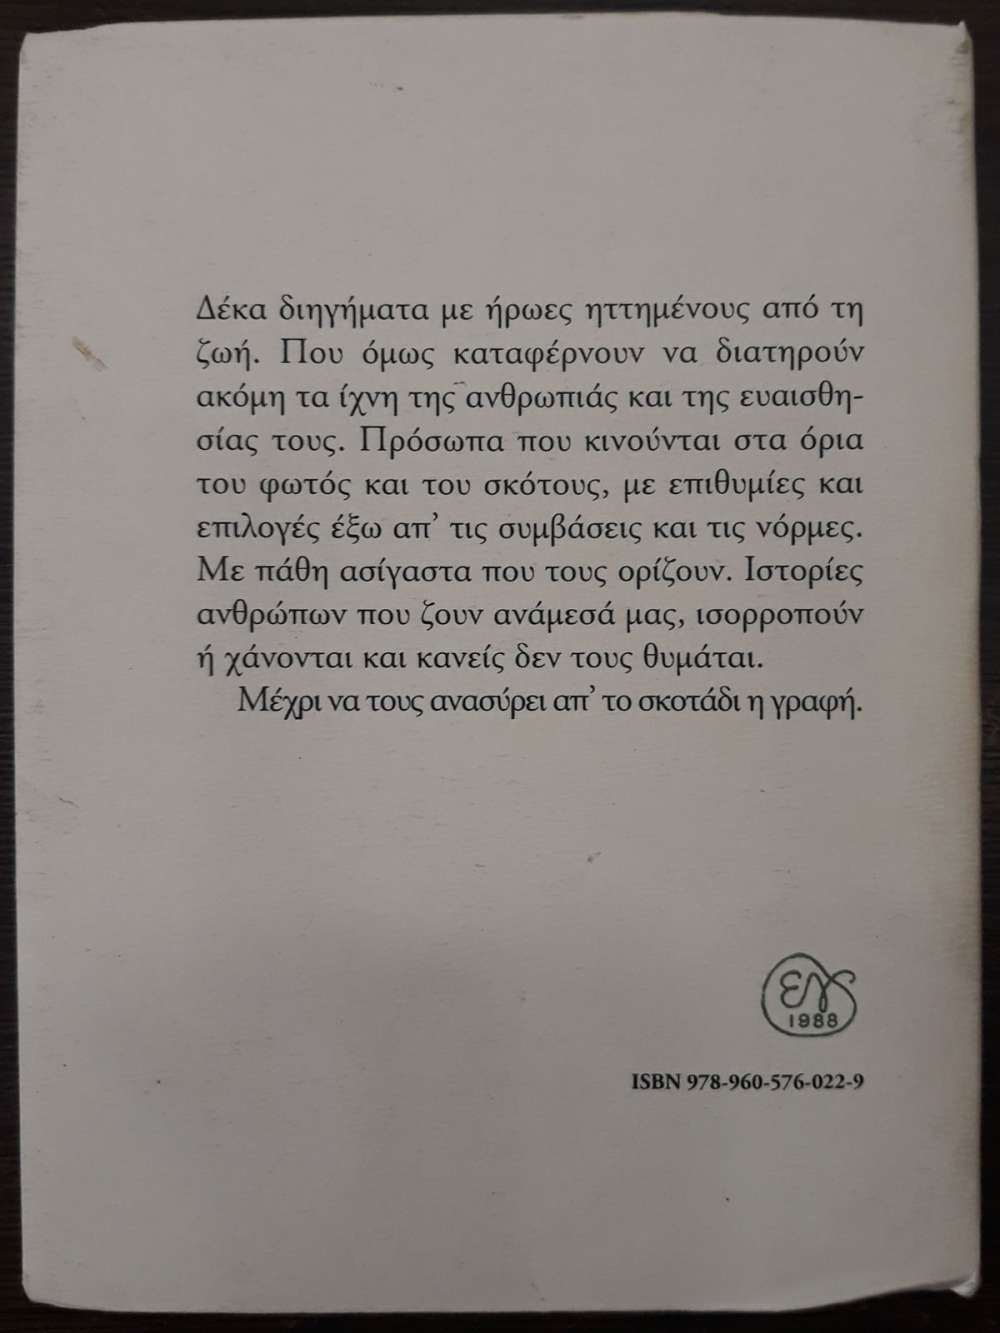 Δέκα διηγήματα με ήρωες ηττημένους από τη
ζωή. Που όμως καταφέρνουν να διατηρούν
ακόμη τα ίχνη της ανθρωπιάς και της ευαισθη-
σίας τους. Πρόσωπα που κινούνται στα όρια
του φωτός και του σκότους, με επιθυμίες και
επιλογές έξω απ’ τις συμβάσεις και τις νόρμες.
Με πάθη ασίγαστα που τους ορίζουν. Ιστορίες
ανθρώπων που ζουν ανάμεσά μας, ισορροπούν
ή χάνονται και κανείς δεν τους θυμάται.
Μέχρι να τους ανασύρει απ’ το σκοτάδι η γραφή.
1988
ISBN 978-960-576-022-9